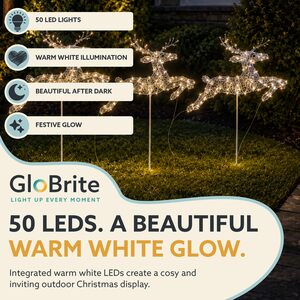 50 LED LIGHTS
WARM WHITE ILLUMINATION
BEAUTIFUL AFTER DARK
FESTIVE GLOW
GloBrite
LIGHT UP EVERY MOMENT
50 LEDS. A BEAUTIFUL
WARM WHITE GLOW.
Integrated warm white LEDs create a cosy and
inviting outdoor Christmas display.